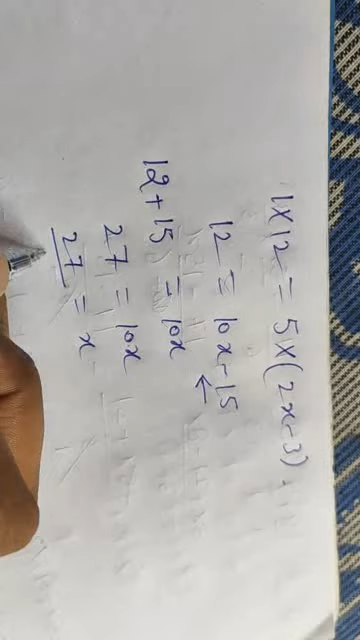 1×12 = 5×(2x-3)
12 = 10x-15
←
12+15 = 10x
27 = 10x
27 = x